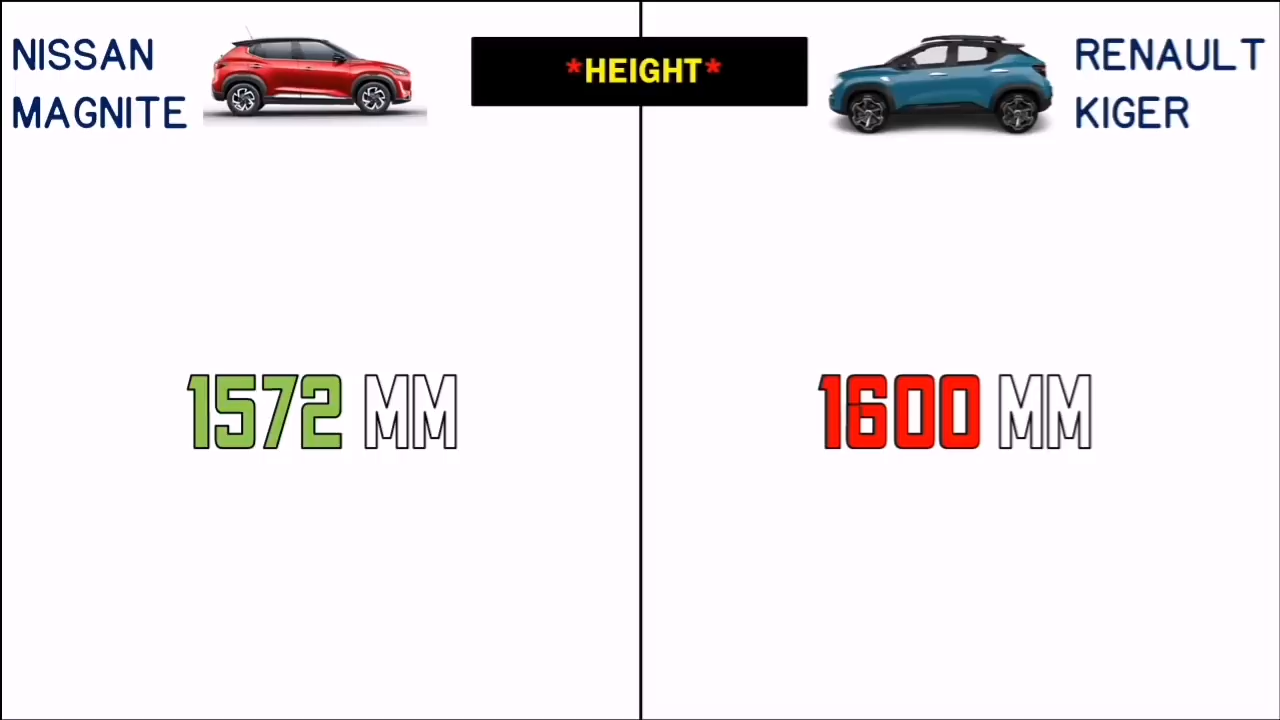 NISSAN
MAGNITE
*HEIGHT*
RENAULT
KIGER
1572 MM
1600 MM